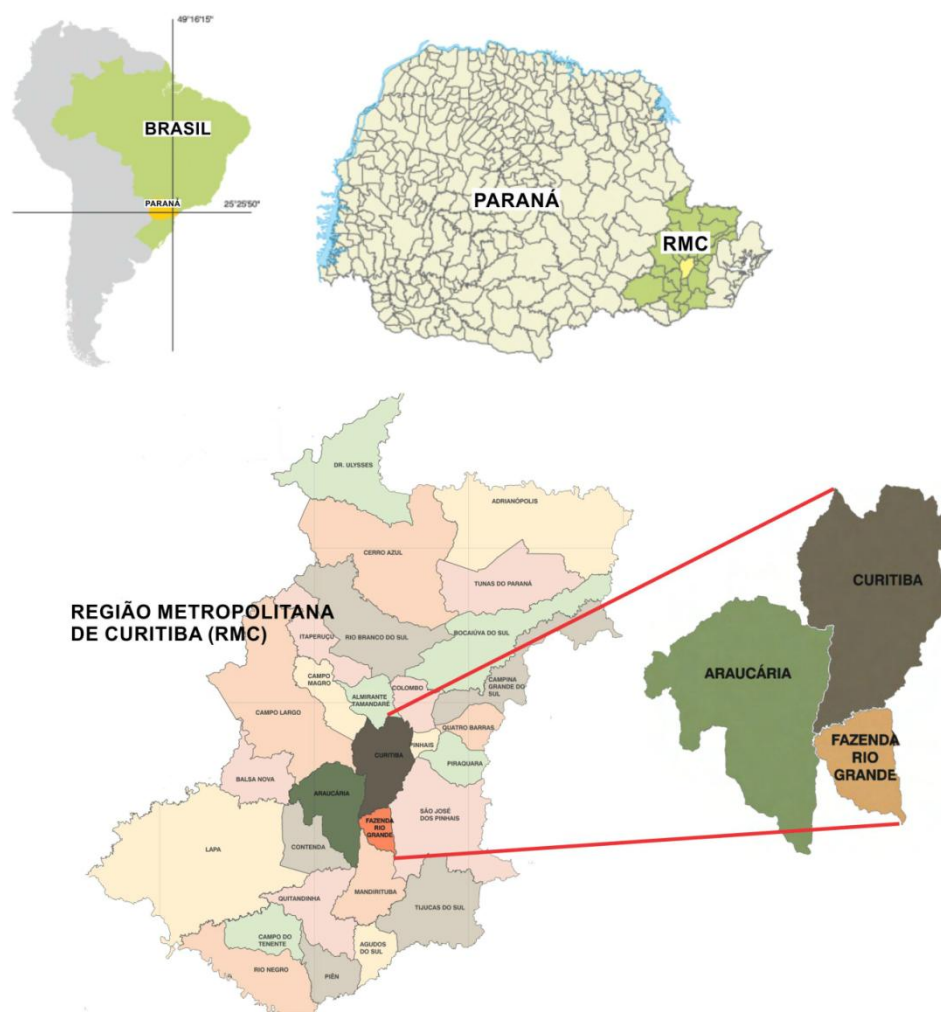 49°16'15"
BRASIL
PARANÁ
25°25'50"
PARANÁ
RMC
DR. ULYSSES
ADRIANÓPOLIS
CERRO AZUL
TUNAS DO PARANÁ
REGIÃO METROPOLITANA
DE CURITIBA (RMC)
ITAPERUÇU
RIO BRANCO DO SUL
BOCAIÚVA DO SUL
CAMPO
MAGRO
ALMIRANTE
TAMANDARÉ
COLOMBO
CAMPINA
GRANDE DO
SUL
CAMPO LARGO
QUATRO BARRAS
CURITIBA
PINHAIS
PIRAQUARA
BALSA NOVA
ARAUCÁRIA
SÃO JOSÉ
DOS PINHAIS
FAZENDA
RIO
GRANDE
LAPA
CONTENDA
MANDIRITUBA
QUITANDINHA
TIJUCAS DO SUL
CAMPO DO
TENENTE
AGUDOS
DO SUL
RIO NEGRO
PIÊN
CURITIBA
ARAUCÁRIA
FAZENDA
RIO
GRANDE